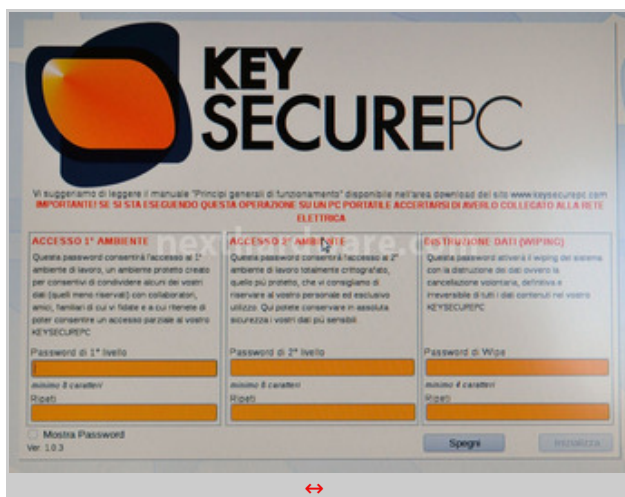 KEY
SECUREPC
Vi suggeriamo di leggere il manuale "Principi generali di funzionamento" disponibile nell'area download del sito www.keysecurepc.com
IMPORTANTE! SE SI STA ESEGUENDO QUESTA OPERAZIONE SU UN PC PORTATILE ACCERTARSI DI AVERLO COLLEGATO ALLA RETE
ELETTRICA
nexthardware.com
ACCESSO 1° AMBIENTE
Questa password consentirà l'accesso al 1°
ambiente di lavoro, un ambiente protetto creato
per consentirvi di condividere alcuni dei vostri
dati (quelli meno riservati) con collaboratori,
amici, familiari di cui vi fidate e a cui ritenete di
poter consentire un accesso parziale al vostro
KEYSECUREPC
Password di 1° livello
minimo 8 caratteri
Ripeti
ACCESSO 2° AMBIENTE
Questa password consentirà l'accesso al 2°
ambiente di lavoro totalmente crittografato,
quello più protetto, che vi consigliamo di
riservare al vostro personale ed esclusivo
utilizzo. Qui potete conservare in assoluta
sicurezza i vostri dati più sensibili.
Password di 2° livello
minimo 8 caratteri
Ripeti
DISTRUZIONE DATI (WIPING)
Questa password attiverà il wiping del sistema
con la distruzione dei dati ovvero la
cancellazione volontaria, definitiva e
irreversibile di tutti i dati contenuti nel vostro
KEYSECUREPC
Password di Wipe
minimo 4 caratteri
Ripeti
Mostra Password
Ver. 1.0.3
Spegni
Inizializza